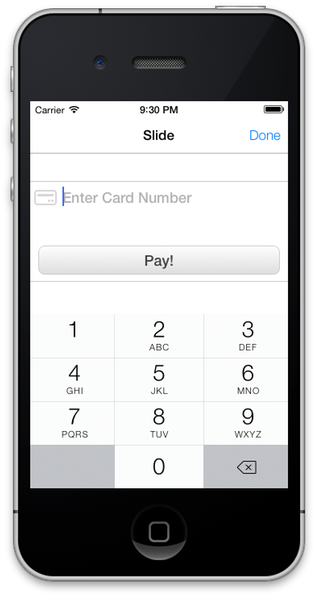 Carrier 9:30 PM
Slide Done
Enter Card Number
Pay!
1 2 3
ABC DEF
4 5 6
GHI JKL MNO
7 8 9
PQRS TUV WXYZ
0